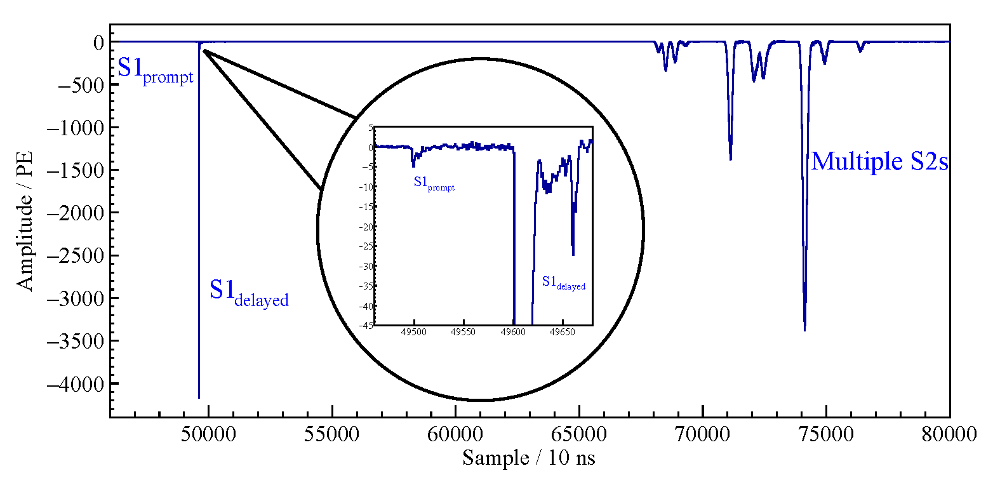 0
−500
−1000
−1500
−2000
−2500
−3000
−3500
−4000
Amplitude / PE
S1prompt
S1delayed
Multiple S2s
5
0
-5
-10
-15
-20
-25
-30
-35
-40
-45
S1prompt
S1delayed
49500 49550 49600 49650
50000 55000 60000 65000 70000 75000 80000
Sample / 10 ns